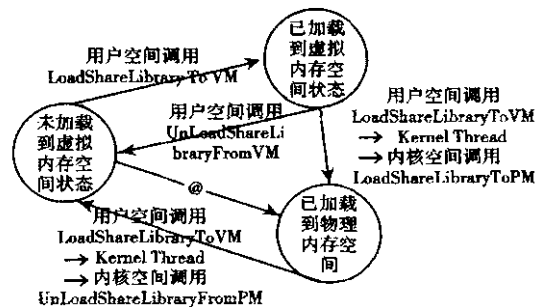 用户空间调用
LoadShareLibraryToVM
已加载
到虚拟
内存空
间状态
用户空间调用
UnLoadShareLi
braryFromVM
未加载
到虚拟
内存空
间状态
用户空间调用
LoadShareLibraryToVM
→ Kernel Thread
→ 内核空间调用
LoadShareLibraryToPM
@
已加载
到物理
内存空
间
用户空间调用
LoadShareLibraryToVM
→ Kernel Thread
→ 内核空间调用
UnLoadShareLibraryFromPM